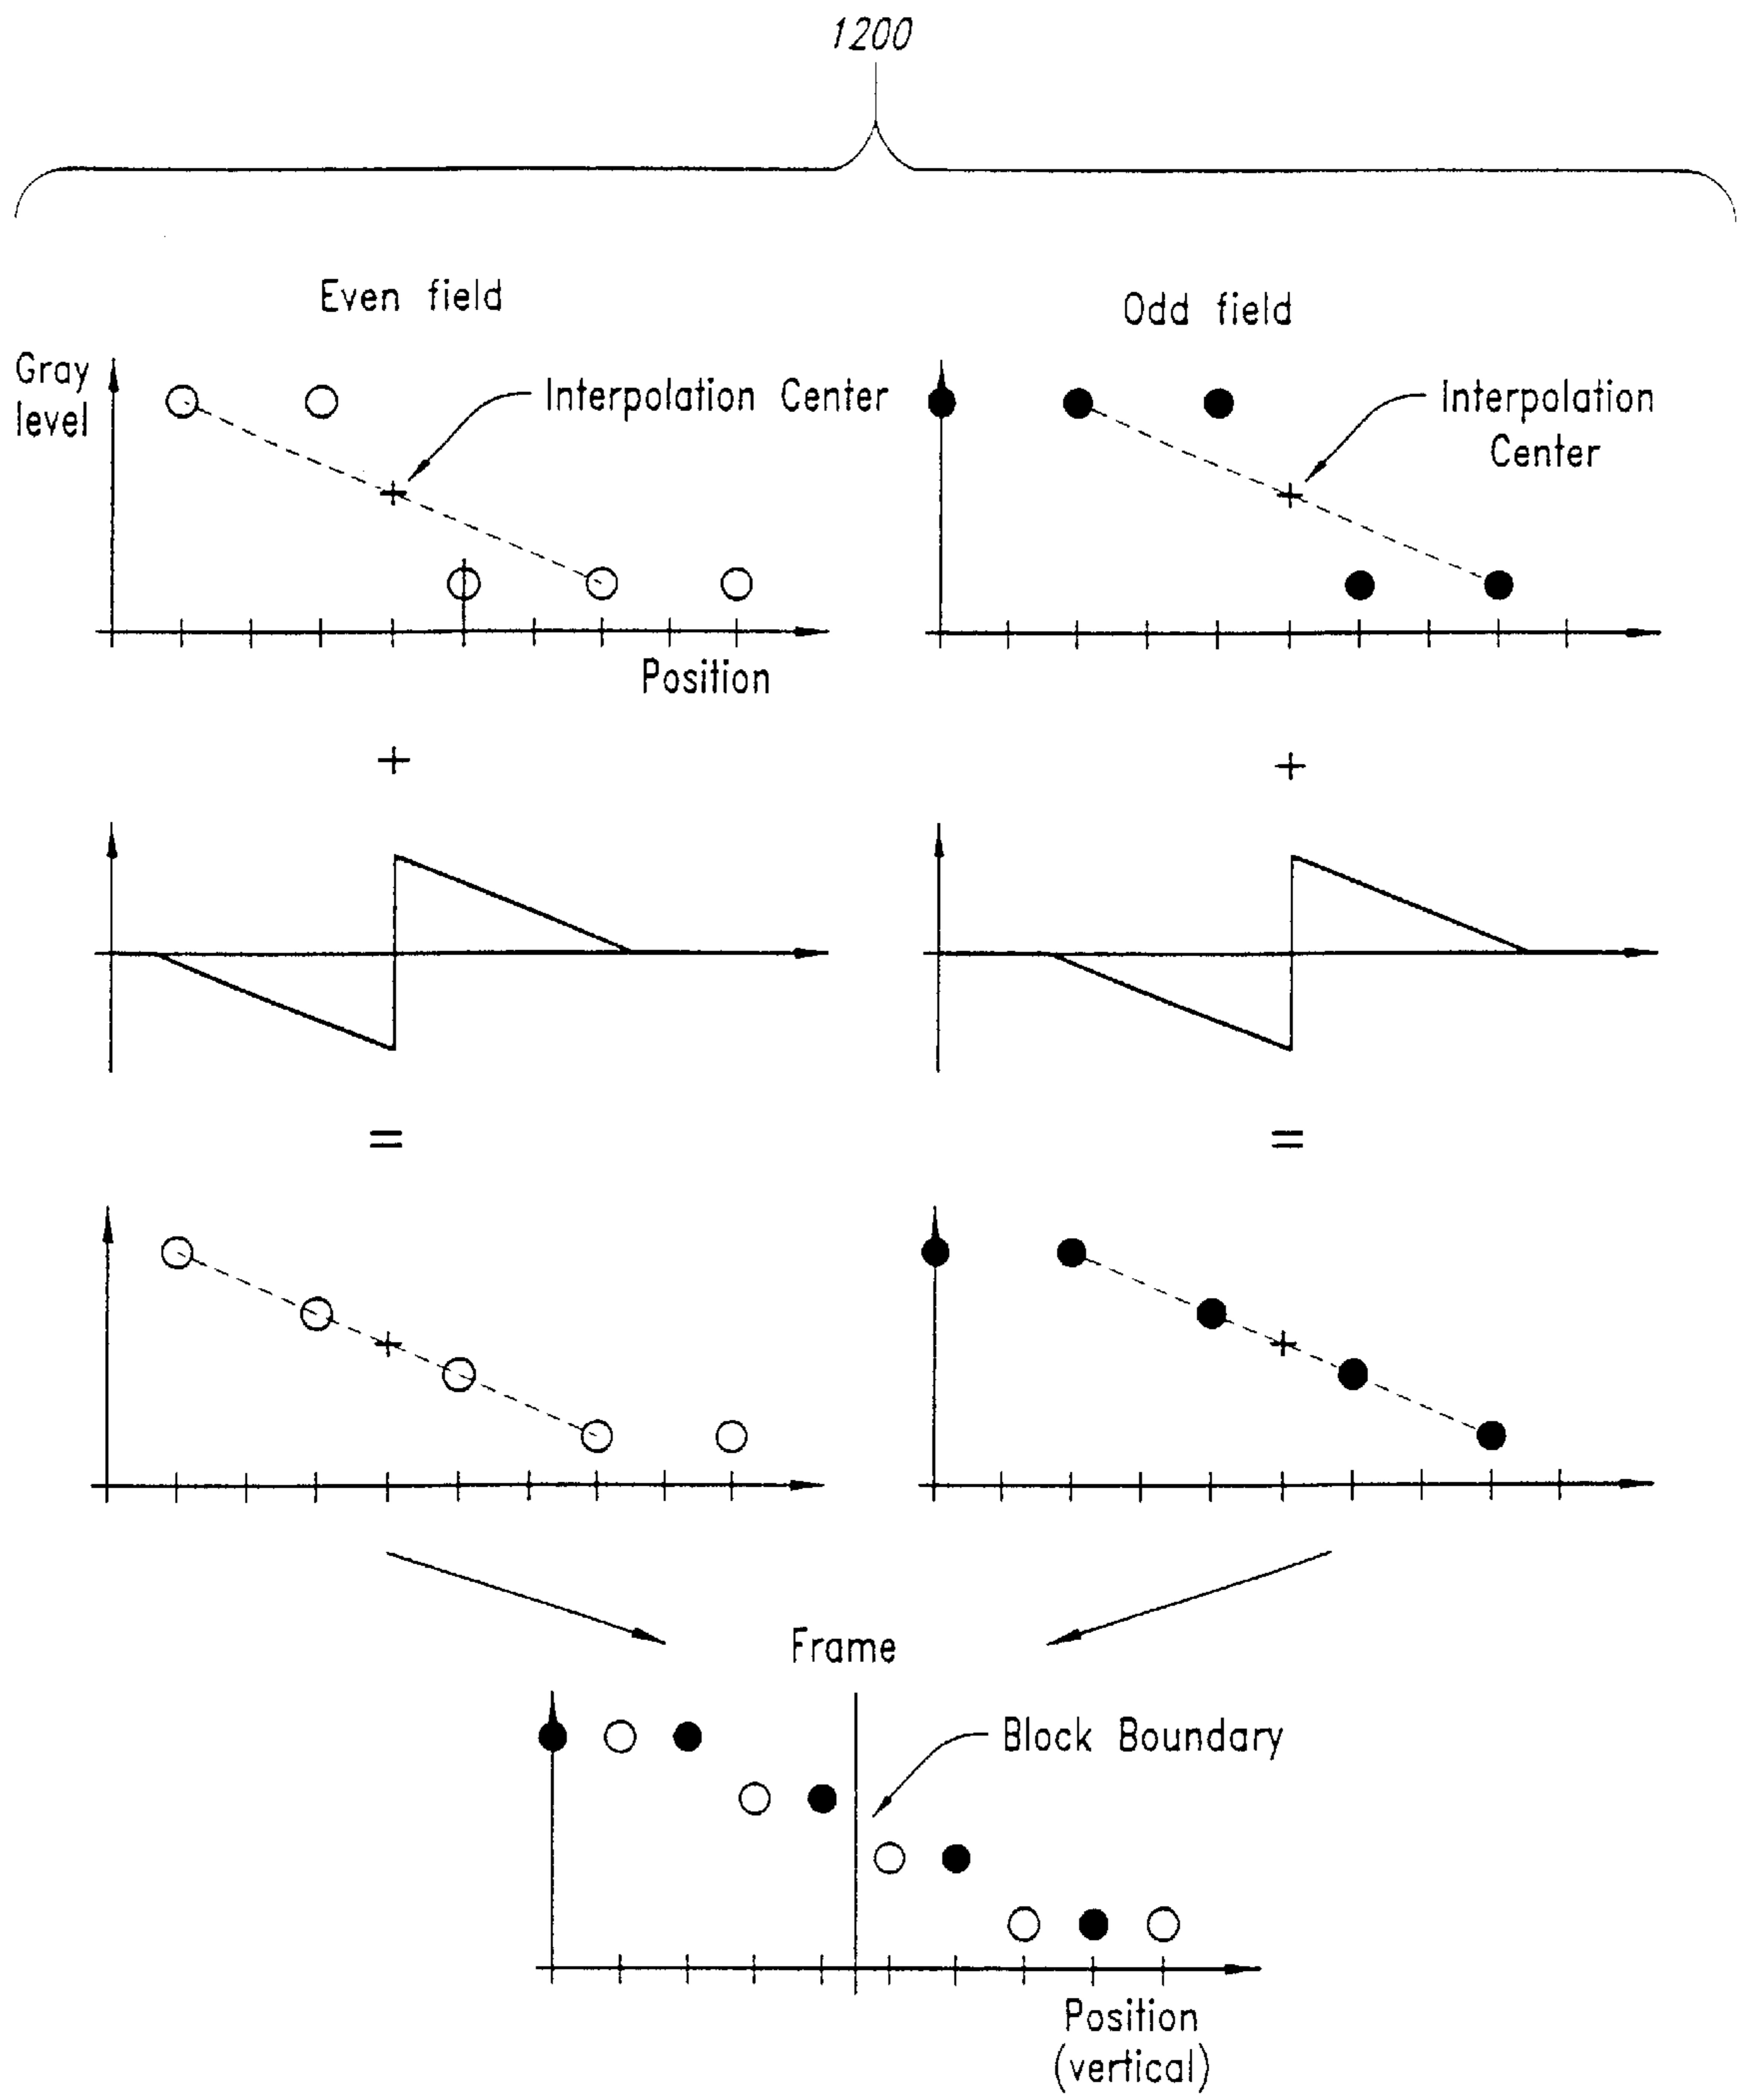 1200
Even field
Odd field
Gray
level
Interpolation Center
Interpolation
Center
Position
+
+
=
=
Frame
Block Boundary
Position
(vertical)